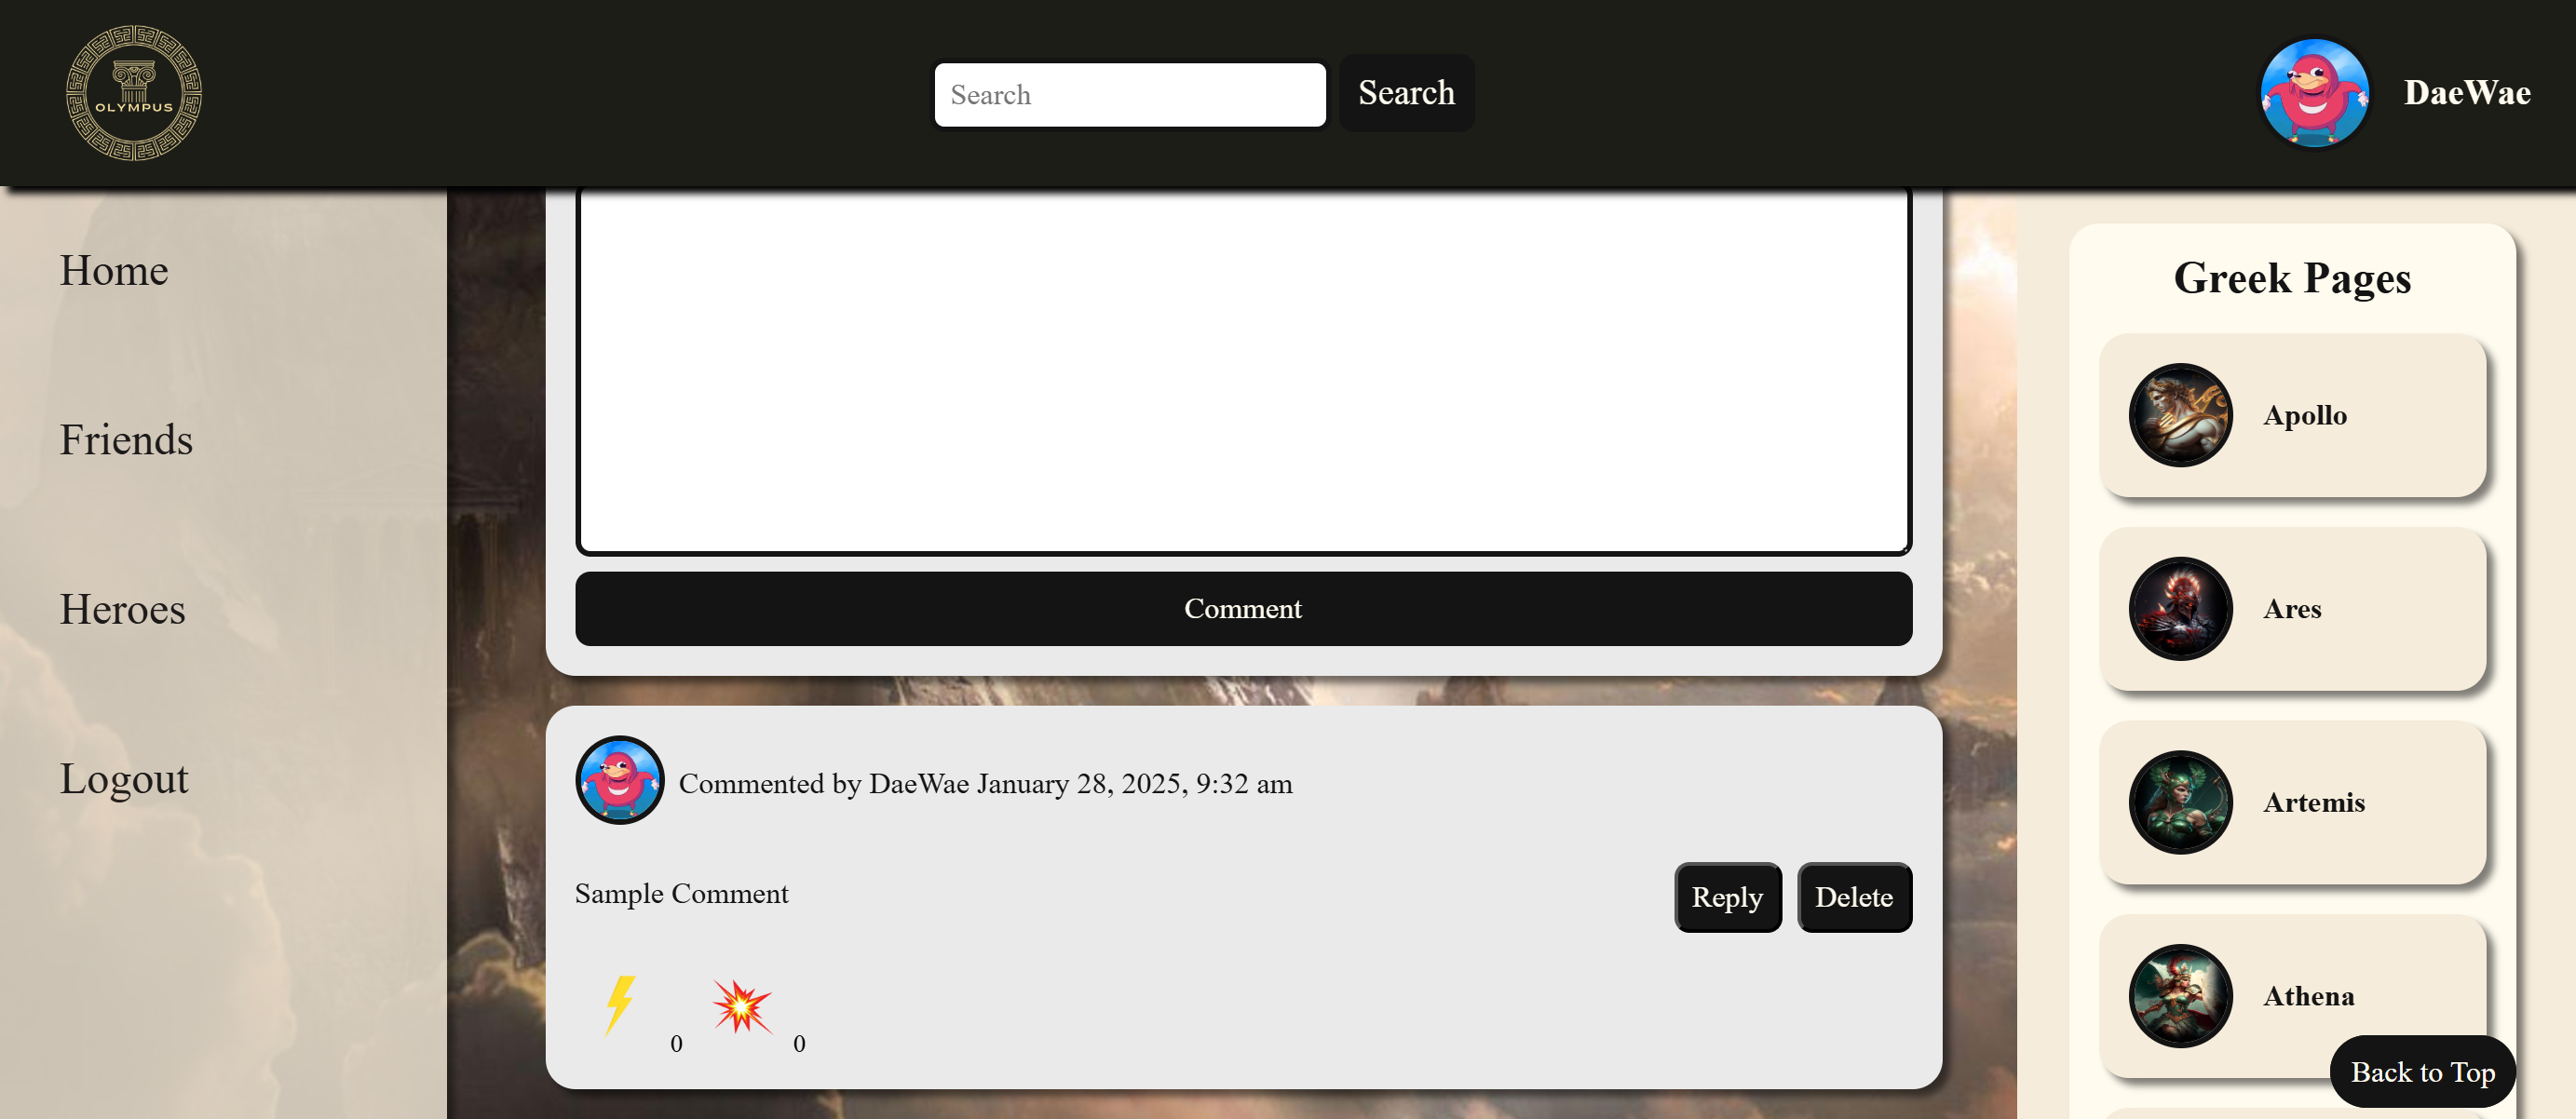 OLYMPUS
Search
Search
DaeWae
Home
Friends
Heroes
Logout
Comment
Commented by DaeWae January 28, 2025, 9:32 am
Sample Comment
Reply
Delete
0
0
Greek Pages
Apollo
Ares
Artemis
Athena
Back to Top